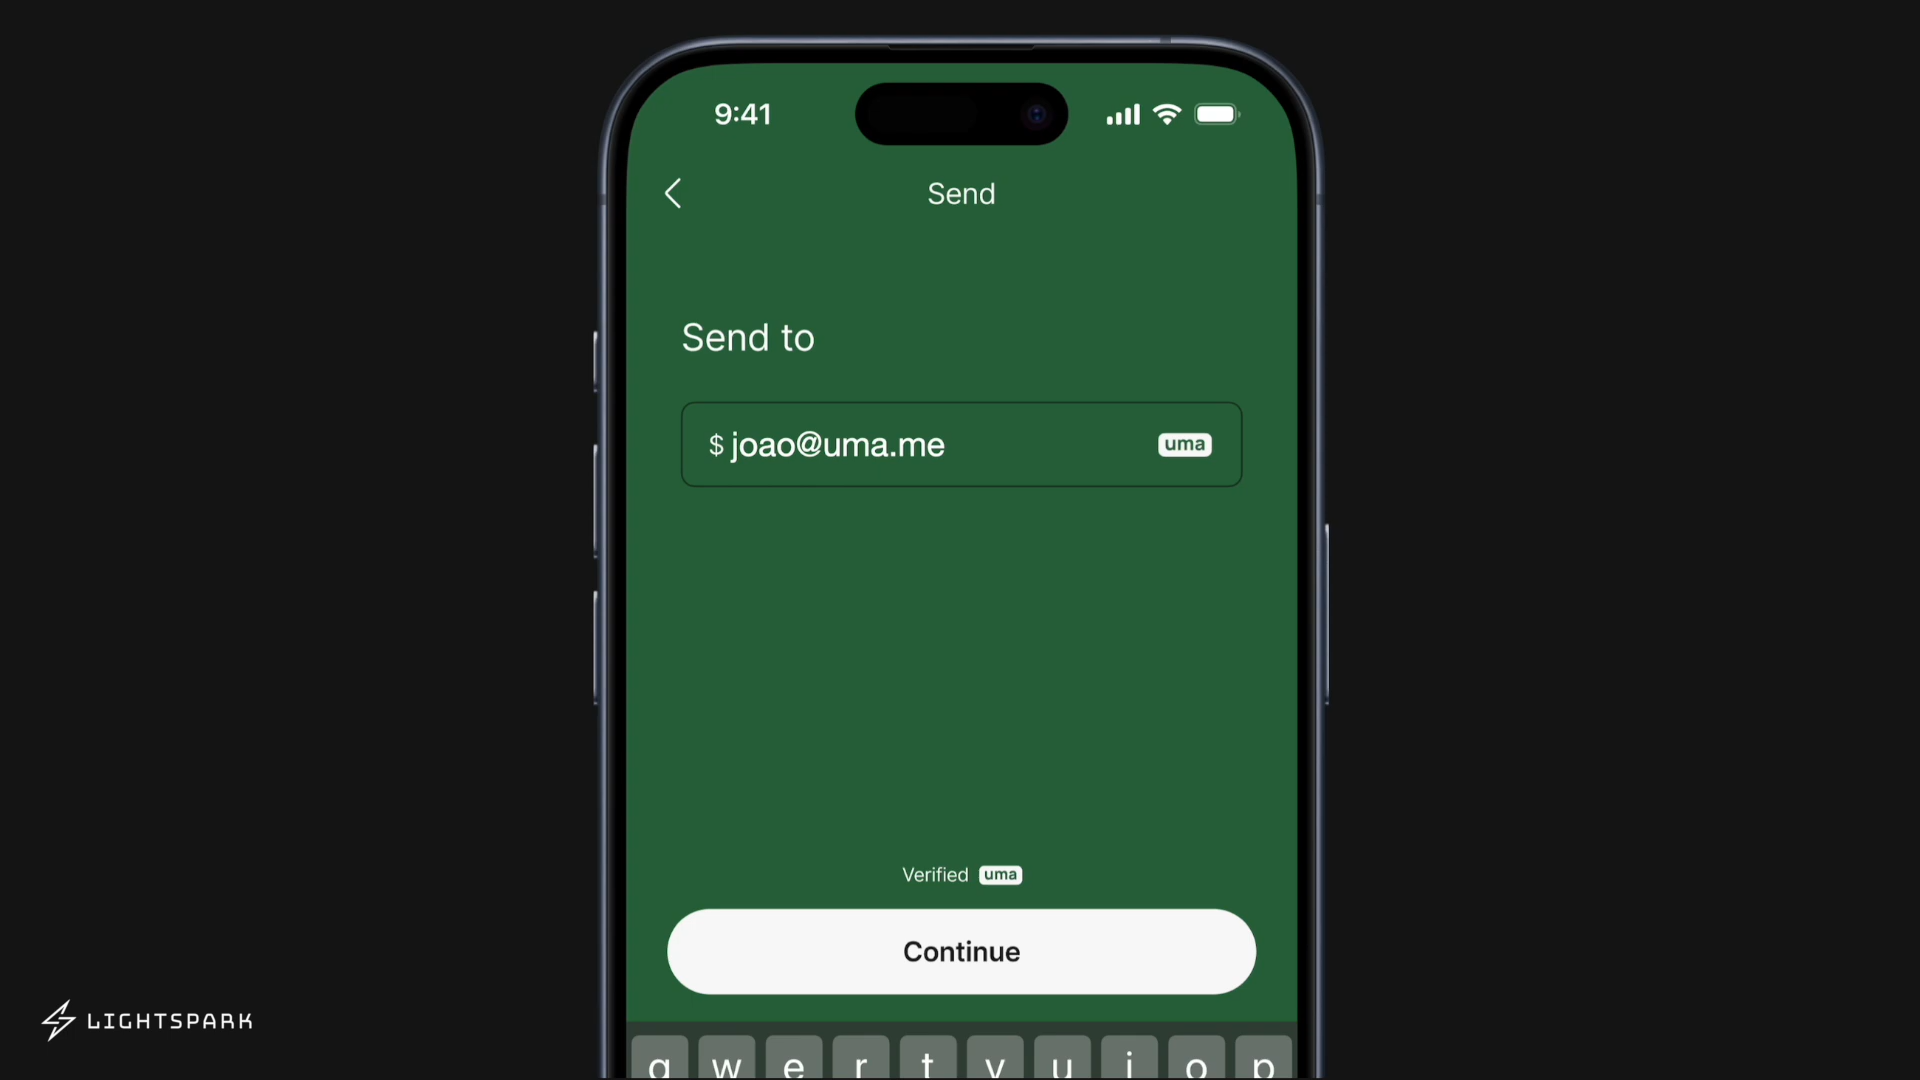 9:41
Send
Send to
$ joao@uma.me
uma
Verified uma
Continue
LIGHTSPARK
q w e r t y u i o p